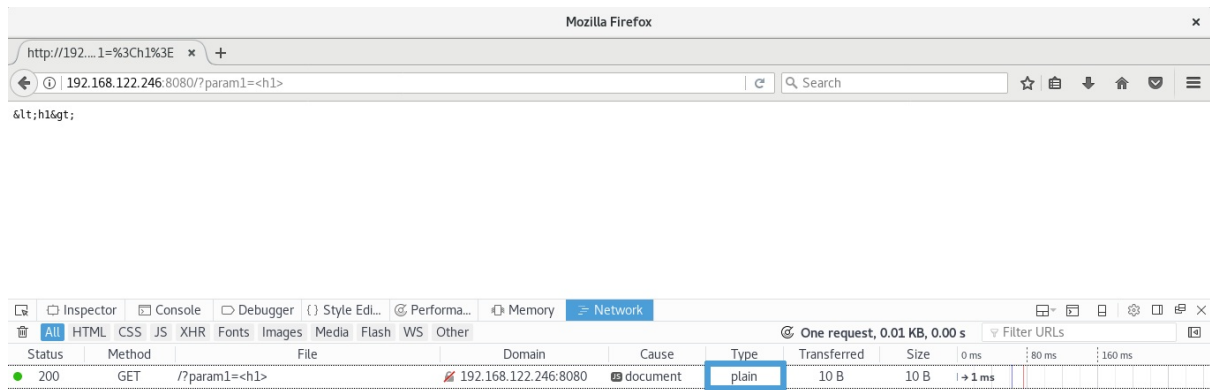 Mozilla Firefox
http://192....1=%3Ch1%3E
192.168.122.246:8080/?param1=<h1>
Search
&lt;h1&gt;
Inspector Console Debugger {} Style Edi... Performa... Memory Network
All HTML CSS JS XHR Fonts Images Media Flash WS Other One request, 0.01 KB, 0.00 s Filter URLs
Status Method File Domain Cause Type Transferred Size 0 ms 80 ms 160 ms
200 GET /?param1=<h1> 192.168.122.246:8080 JS document plain 10 B 10 B → 1 ms